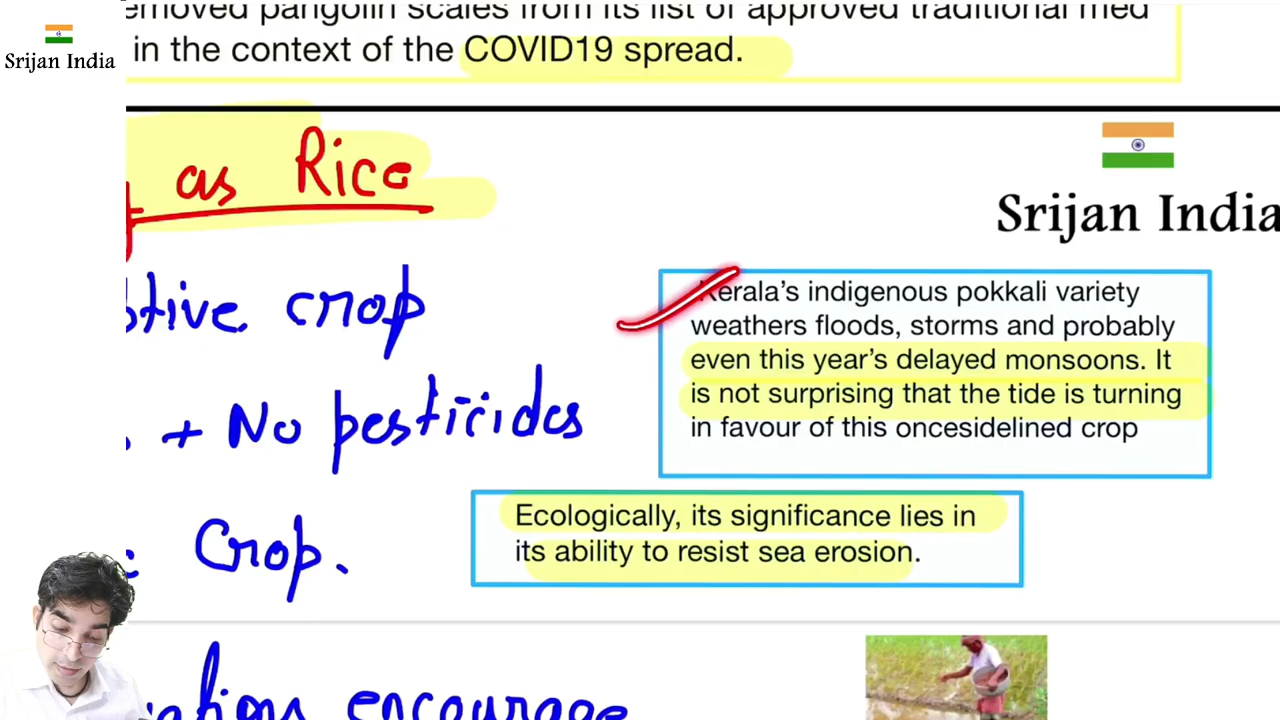 emoved pangolin scales from its list of approved traditional med
Srijan India
in the context of the COVID19 spread.
as Rice
Srijan India
crop
Kerala's indigenous pokkali variety
weathers floods, storms and probably
even this year's delayed monsoons. It
is not surprising that the tide is turning
in favour of this oncesidelined crop
+ No pesticides
Crop.
Ecologically, its significance lies in
its ability to resist sea erosion.
encourage